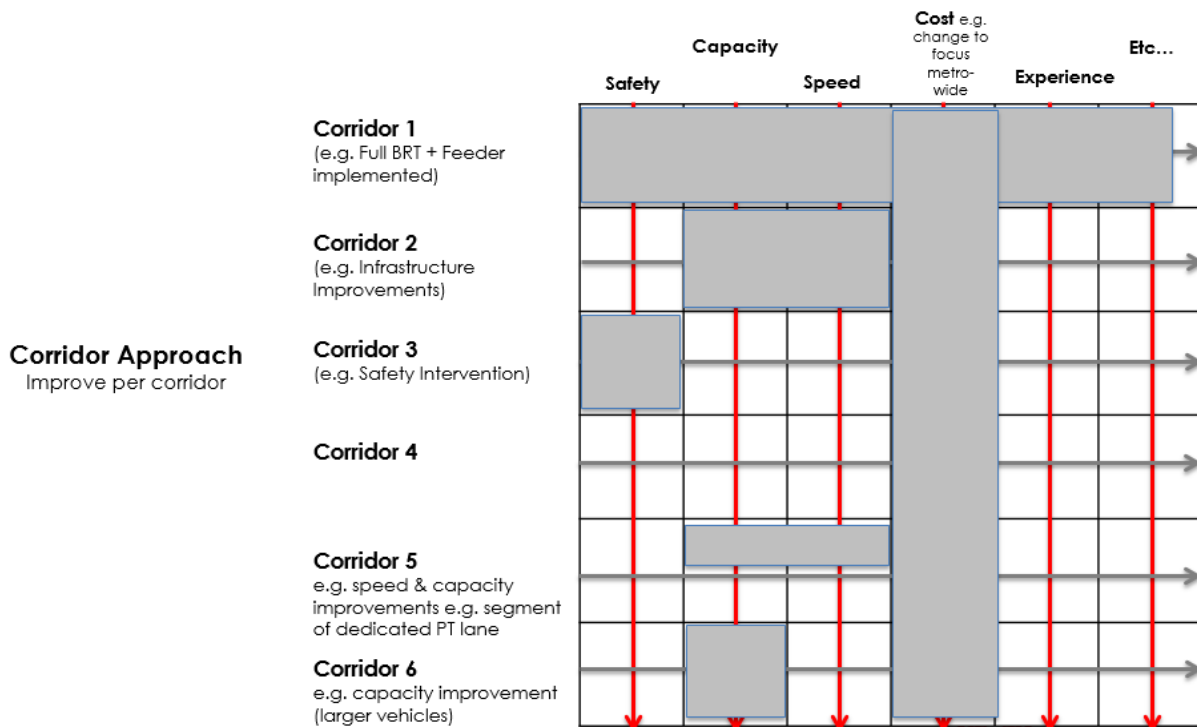 Cost e.g.
change to
focus
metro-
wide
Capacity
Etc...
Safety
Speed
Experience
Corridor 1
(e.g. Full BRT + Feeder
implemented)
Corridor 2
(e.g. Infrastructure
Improvements)
Corridor Approach
Improve per corridor
Corridor 3
(e.g. Safety Intervention)
Corridor 4
Corridor 5
e.g. speed & capacity
improvements e.g. segment
of dedicated PT lane
Corridor 6
e.g. capacity improvement
(larger vehicles)